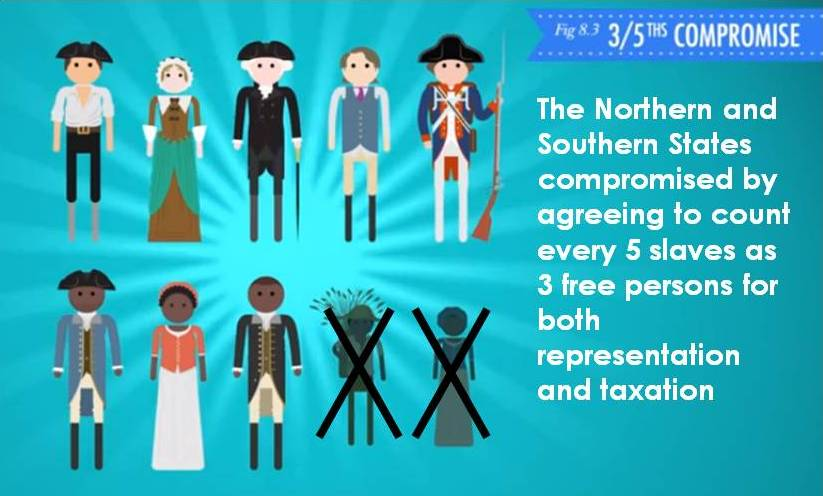 Fig 8.3 3/5THS COMPROMISE
The Northern and
Southern States
compromised by
agreeing to count
every 5 slaves as
3 free persons for
both
representation
and taxation